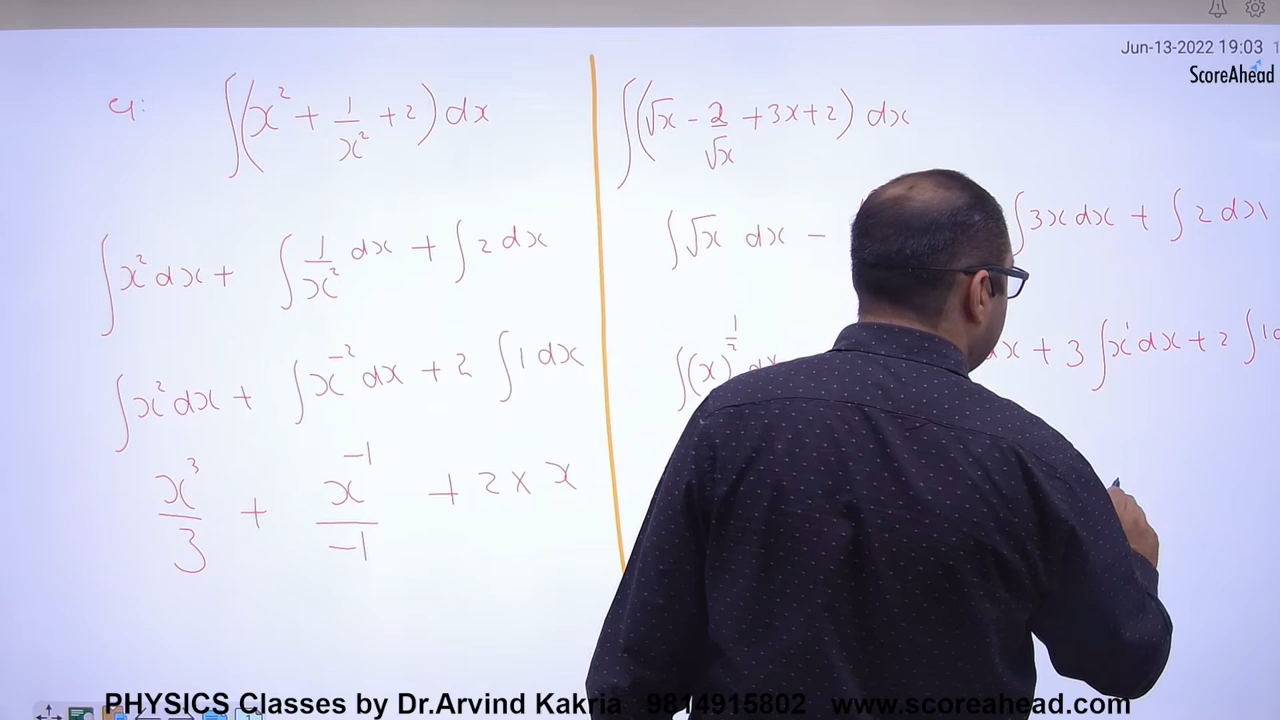 Jun-13-2022 19:03
ScoreAhead
ς: ∫(x² + 1/x² + 2) dx
∫x² dx + ∫ 1/x² dx + ∫ 2 dx
∫x² dx + ∫x⁻² dx + 2 ∫ 1 dx
x³/3 + x⁻¹/-1 + 2 × x
∫(√x - 2/√x + 3x + 2) dx
∫√x dx - ∫3x dx + ∫ 2 dx
∫(x)^1/2 dx dx + 3 ∫x¹ dx + 2 ∫ 1
PHYSICS Classes by Dr.Arvind Kakria 9814915802 www.scoreahead.com